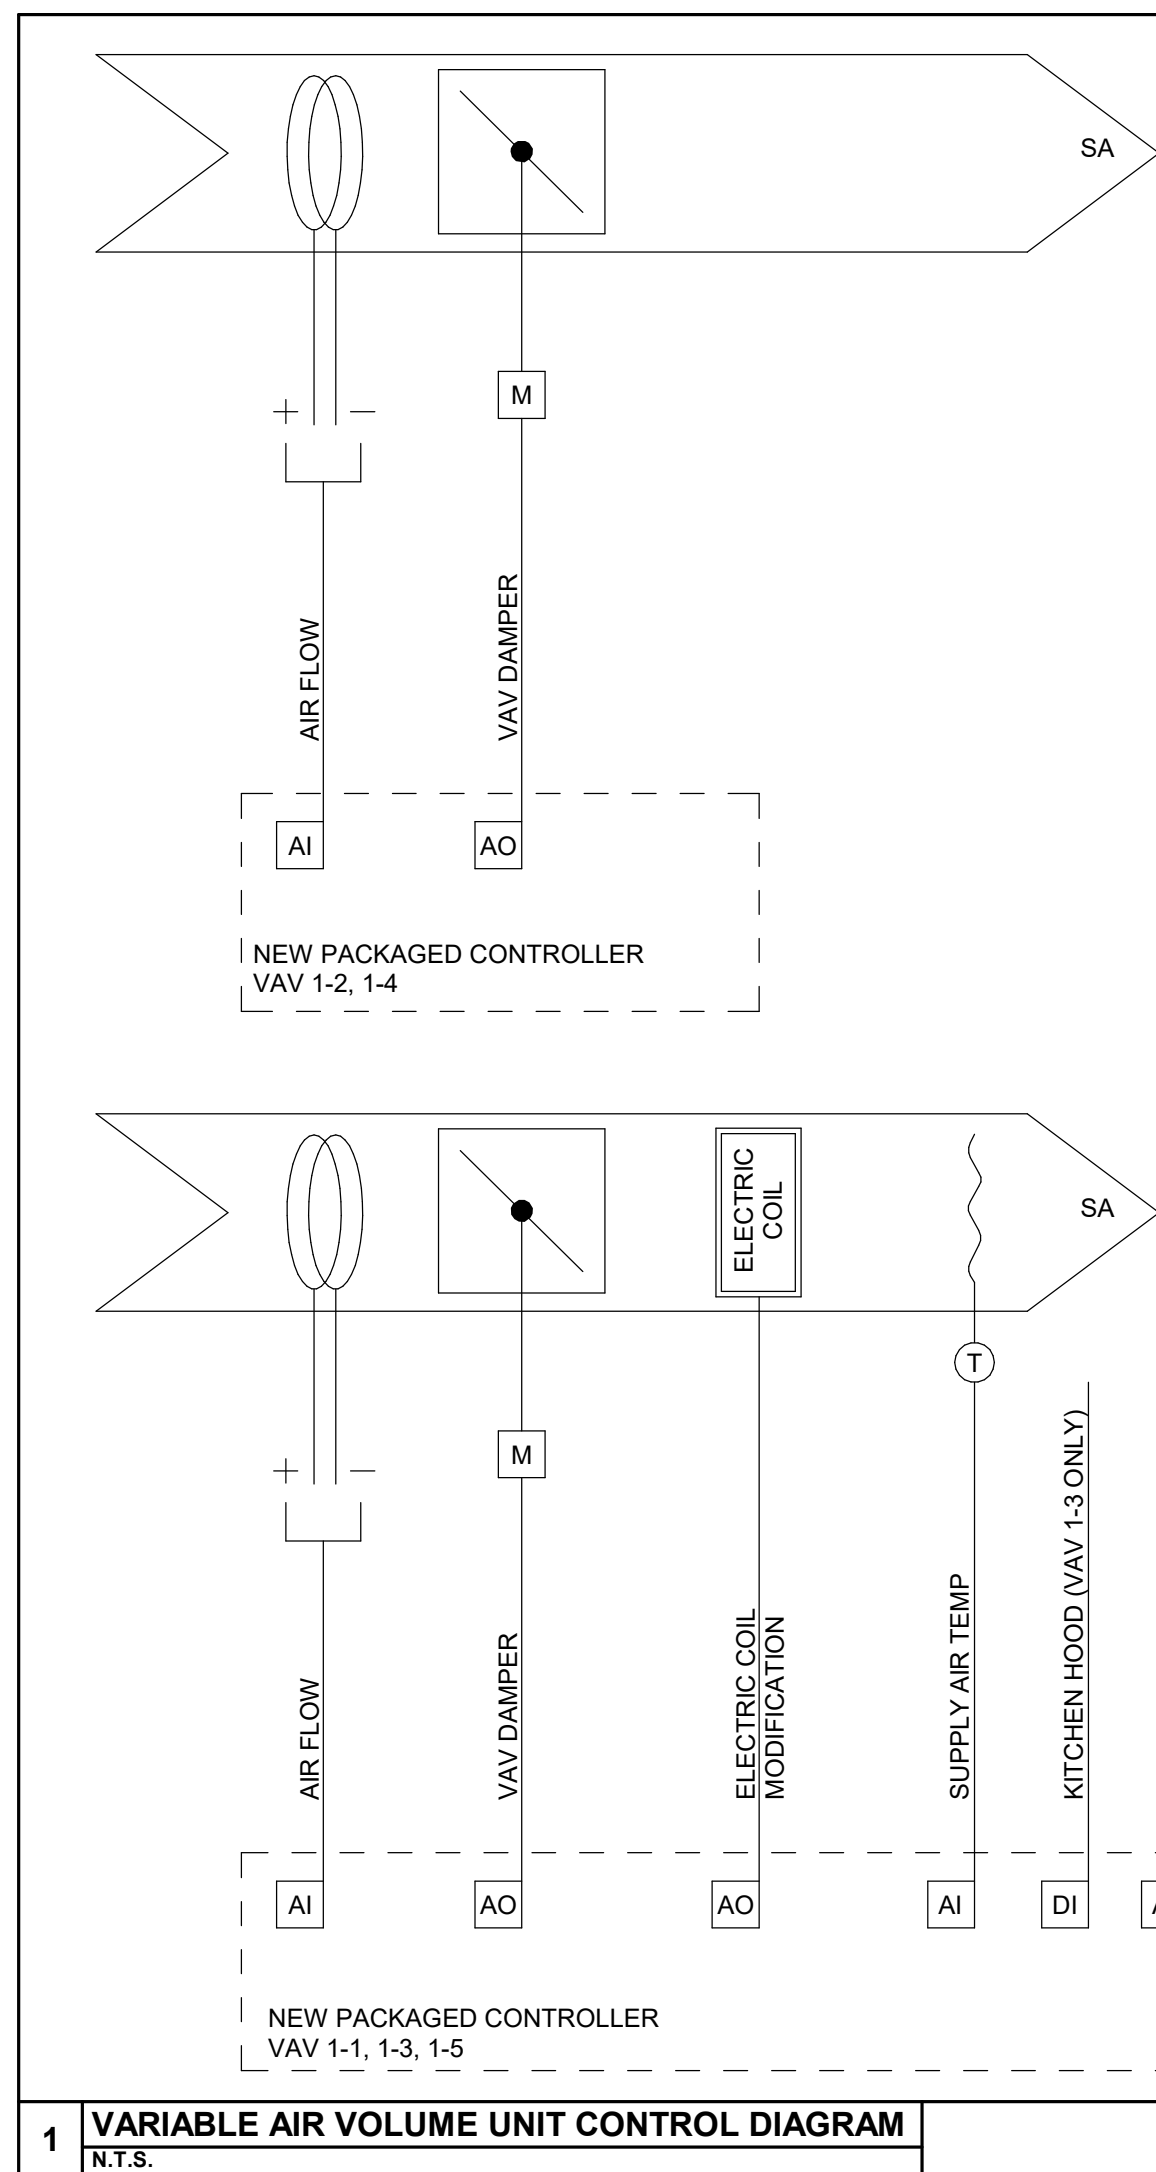 SA
+ —
M
AIR FLOW
VAV DAMPER
AI
AO
NEW PACKAGED CONTROLLER
VAV 1-2, 1-4
ELECTRIC
COIL
SA
T
+ —
M
AIR FLOW
VAV DAMPER
ELECTRIC COIL
MODIFICATION
SUPPLY AIR TEMP
KITCHEN HOOD (VAV 1-3 ONLY)
AI
AO
AO
AI
DI
NEW PACKAGED CONTROLLER
VAV 1-1, 1-3, 1-5
1
VARIABLE AIR VOLUME UNIT CONTROL DIAGRAM
N.T.S.